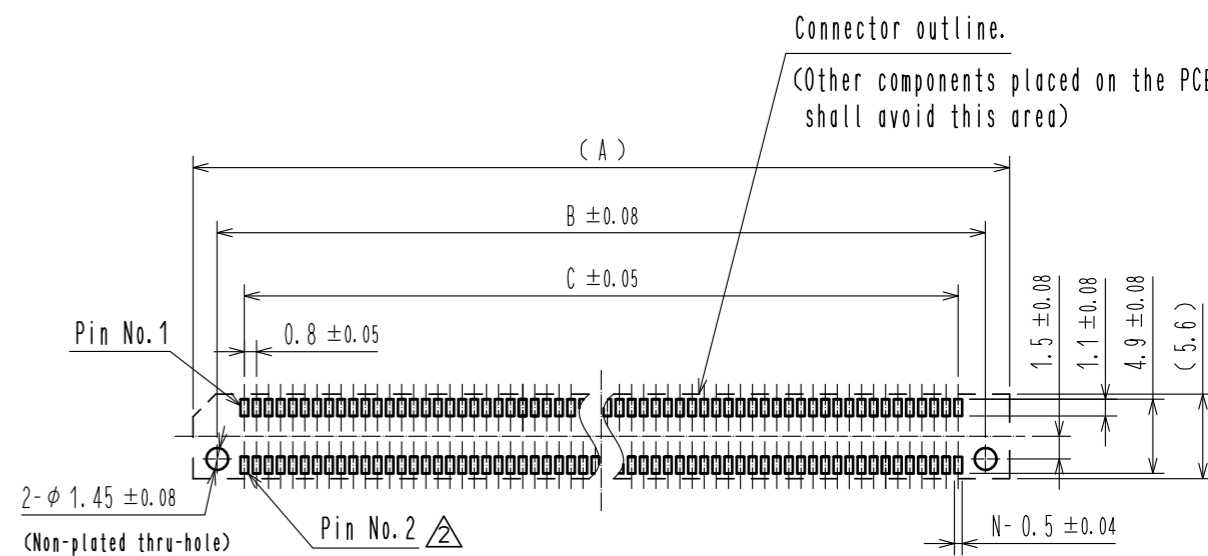 Connector outline.
(Other components placed on the PCB
shall avoid this area)
(A)
B ±0.08
C ±0.05
Pin No.1
0.8 ±0.05
1.5 ±0.08
1.1 ±0.08
4.9 ±0.08
(5.6)
2-φ 1.45 ±0.08
(Non-plated thru-hole)
Pin No.2 2
N- 0.5 ±0.04